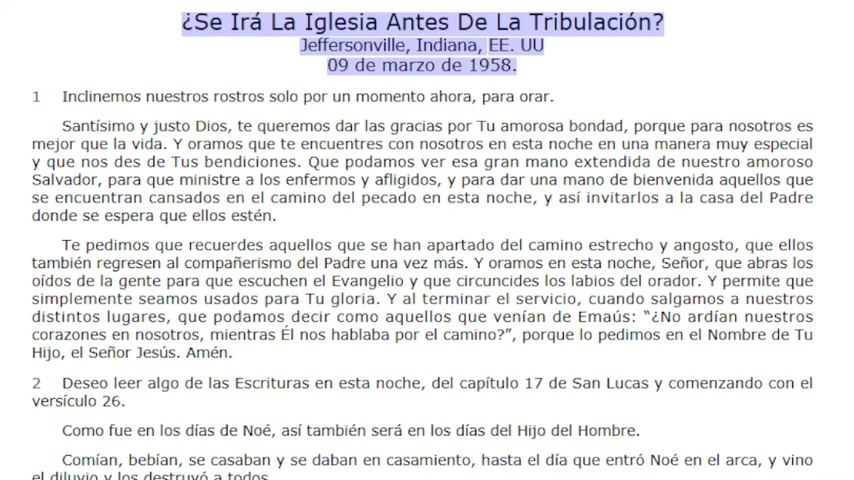 ¿Se Irá La Iglesia Antes De La Tribulación?
Jeffersonville, Indiana, EE. UU
09 de marzo de 1958.
1 Inclinemos nuestros rostros solo por un momento ahora, para orar.
Santísimo y justo Dios, te queremos dar las gracias por Tu amorosa bondad, porque para nosotros es
mejor que la vida. Y oramos que te encuentres con nosotros en esta noche en una manera muy especial
y que nos des de Tus bendiciones. Que podamos ver esa gran mano extendida de nuestro amoroso
Salvador, para que ministre a los enfermos y afligidos, y para dar una mano de bienvenida aquellos que
se encuentran cansados en el camino del pecado en esta noche, y así invitarlos a la casa del Padre
donde se espera que ellos estén.
Te pedimos que recuerdes aquellos que se han apartado del camino estrecho y angosto, que ellos
también regresen al compañerismo del Padre una vez más. Y oramos en esta noche, Señor, que abras los
oídos de la gente para que escuchen el Evangelio y que circuncides los labios del orador. Y permite que
simplemente seamos usados para Tu gloria. Y al terminar el servicio, cuando salgamos a nuestros
distintos lugares, que podamos decir como aquellos que venían de Emaús: “¿No ardían nuestros
corazones en nosotros, mientras Él nos hablaba por el camino?”, porque lo pedimos en el Nombre de Tu
Hijo, el Señor Jesús. Amén.
2 Deseo leer algo de las Escrituras en esta noche, del capítulo 17 de San Lucas y comenzando con el
versículo 26.
Como fue en los días de Noé, así también será en los días del Hijo del Hombre.
Comían, bebían, se casaban y se daban en casamiento, hasta el día que entró Noé en el arca, y vino
el diluvio y los destruyó a todos.